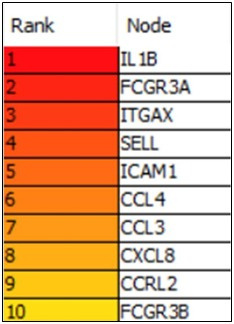 Rank Node
1 IL1B
2 FCGR3A
3 ITGAX
4 SELL
5 ICAM1
6 CCL4
7 CCL3
8 CXCL8
9 CCRL2
10 FCGR3B